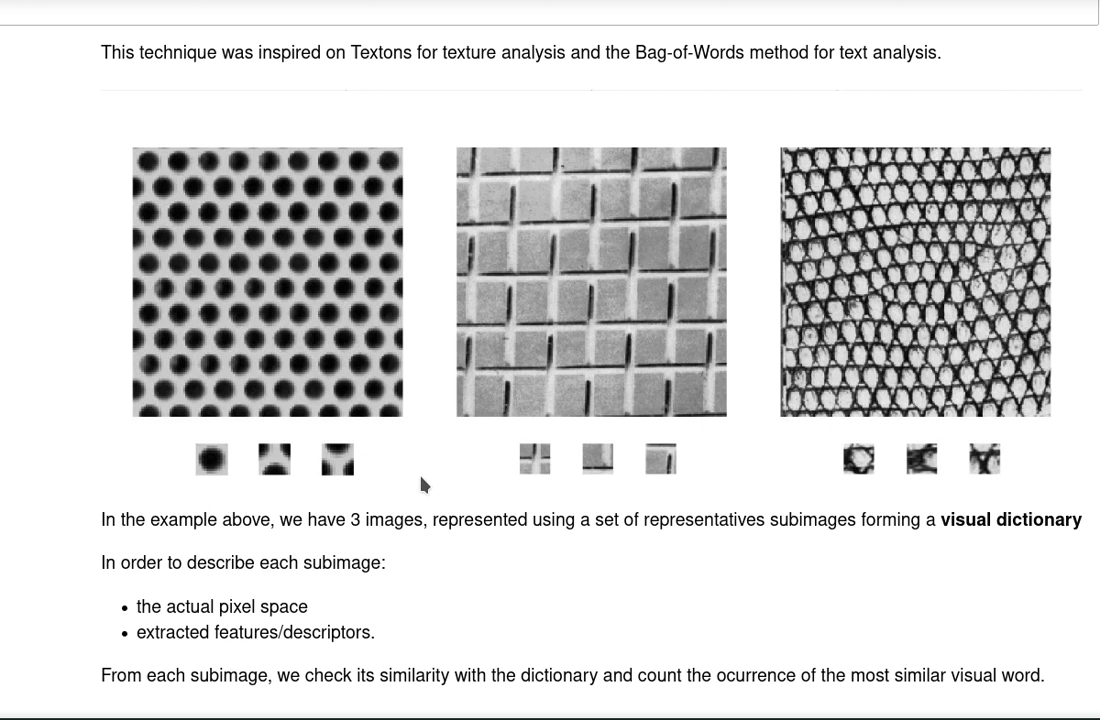 This technique was inspired on Textons for texture analysis and the Bag-of-Words method for text analysis.
In the example above, we have 3 images, represented using a set of representatives subimages forming a visual dictionary
In order to describe each subimage:
• the actual pixel space
• extracted features/descriptors.
From each subimage, we check its similarity with the dictionary and count the ocurrence of the most similar visual word.